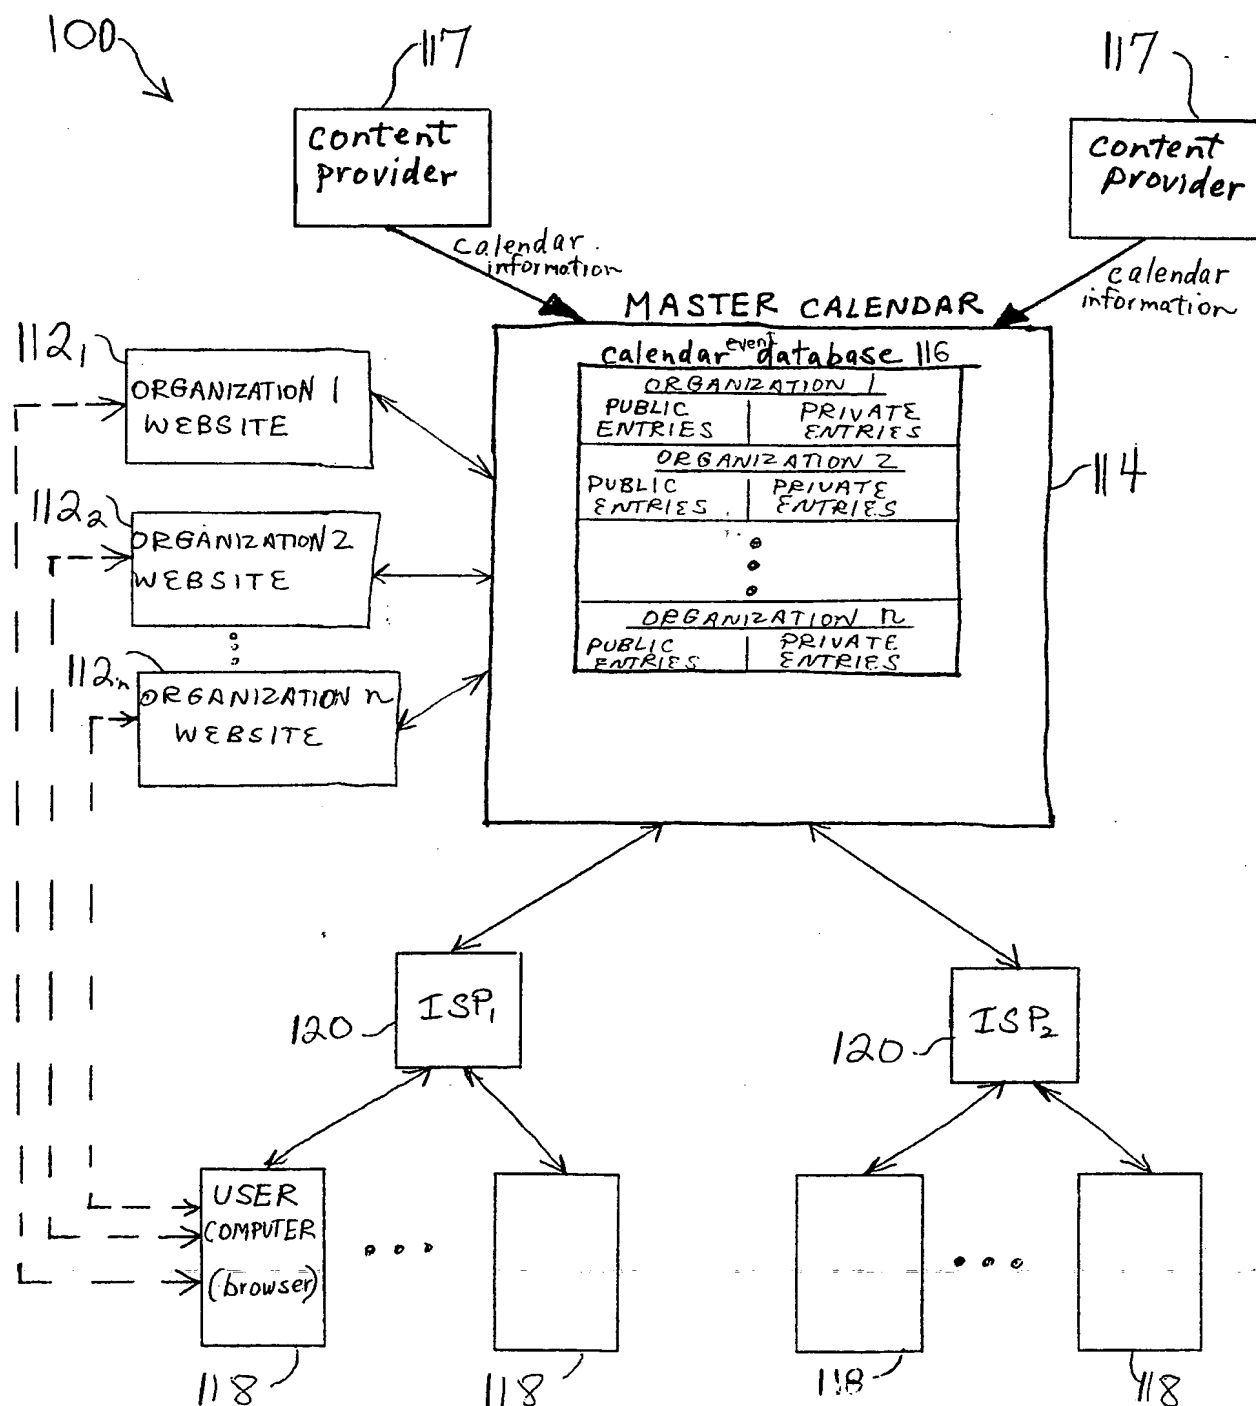 100
117
117
Content
provider
Content
Provider
Calendar
information
calendar
information
MASTER CALENDAR
calendar event database 116
ORGANIZATION 1
PUBLIC
ENTRIES
PRIVATE
ENTRIES
ORGANIZATION 2
PUBLIC
ENTRIES
PRIVATE
ENTRIES
ORGANIZATION n
PUBLIC
ENTRIES
PRIVATE
ENTRIES
114
112₁
ORGANIZATION 1
WEBSITE
112₂
ORGANIZATION 2
WEBSITE
112ₙ
ORGANIZATION n
WEBSITE
120
ISP₁
120
ISP₂
USER
COMPUTER
(browser)
118
118
118
118